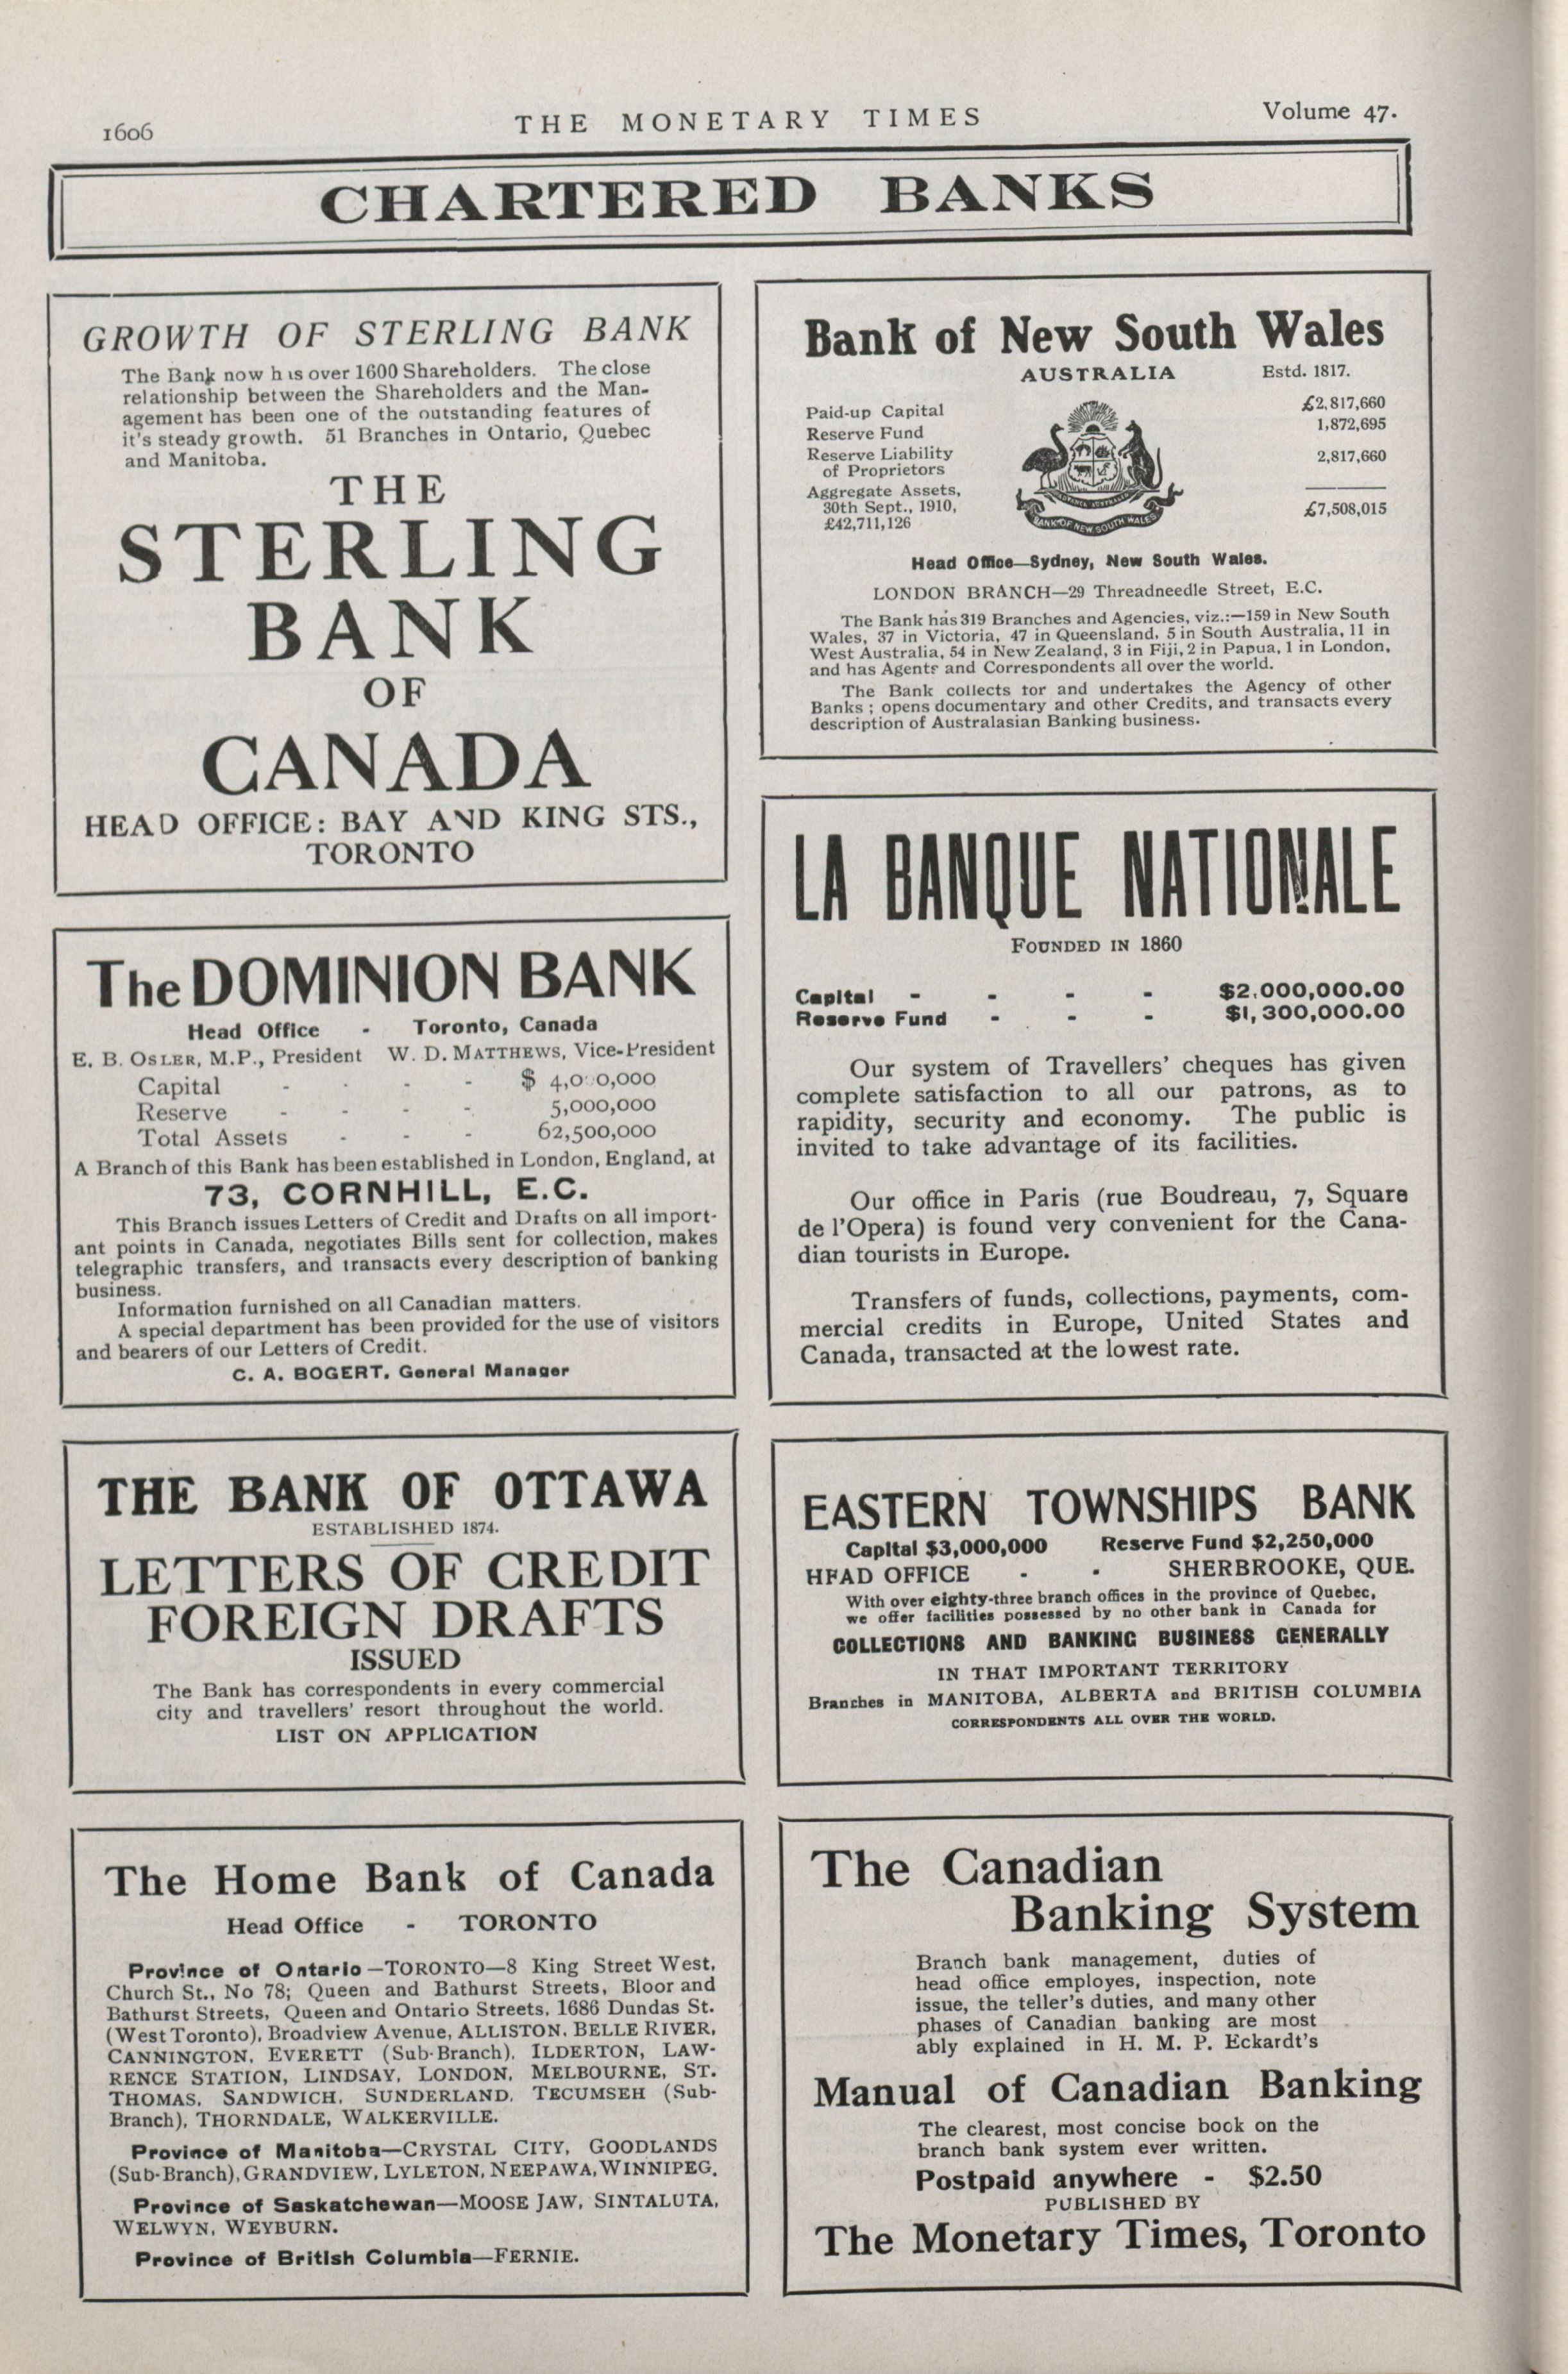 1606
THE MONETARY TIMES
Volume 47.
CHARTERED BANKS
GROWTH OF STERLING BANK
The Bank now has over 1600 Shareholders. The close
relationship between the Shareholders and the Man-
agement has been one of the outstanding features of
it's steady growth. 51 Branches in Ontario, Quebec
and Manitoba.
THE
STERLING
BANK
OF
CANADA
HEAD OFFICE: BAY AND KING STS.,
TORONTO
The DOMINION BANK
Head Office - Toronto, Canada
E. B. OSLER, M.P., President W. D. MATTHEWS, Vice-President
Capital - - - - $ 4,000,000
Reserve - - - - 5,000,000
Total Assets - - - 62,500,000
A Branch of this Bank has been established in London, England, at
73, CORNHILL, E.C.
This Branch issues Letters of Credit and Drafts on all import-
ant points in Canada, negotiates Bills sent for collection, makes
telegraphic transfers, and transacts every description of banking
business.
Information furnished on all Canadian matters.
A special department has been provided for the use of visitors
and bearers of our Letters of Credit.
C. A. BOGERT, General Manager
THE BANK OF OTTAWA
ESTABLISHED 1874.
LETTERS OF CREDIT
FOREIGN DRAFTS
ISSUED
The Bank has correspondents in every commercial
city and travellers' resort throughout the world.
LIST ON APPLICATION
The Home Bank of Canada
Head Office - TORONTO
Province of Ontario—TORONTO—8 King Street West,
Church St., No 78; Queen and Bathurst Streets, Bloor and
Bathurst Streets, Queen and Ontario Streets, 1686 Dundas St.
(West Toronto), Broadview Avenue, ALLISTON, BELLE RIVER,
CANNINGTON, EVERETT (Sub-Branch), ILDERTON, LAW-
RENCE STATION, LINDSAY, LONDON, MELBOURNE, ST.
THOMAS, SANDWICH, SUNDERLAND, TECUMSEH (Sub-
Branch), THORNDALE, WALKERVILLE.
Province of Manitoba—CRYSTAL CITY, GOODLANDS
(Sub-Branch), GRANDVIEW, LYLETON, NEEPAWA, WINNIPEG.
Province of Saskatchewan—MOOSE JAW, SINTALUTA,
WELWYN, WEYBURN.
Province of British Columbia—FERNIE.
Bank of New South Wales
AUSTRALIA Estd. 1817.
Paid-up Capital £2,817,660
Reserve Fund 1,872,695
Reserve Liability
of Proprietors 2,817,660
Aggregate Assets,
30th Sept., 1910,
£42,711,126
£7,508,015
ADVANCE AUSTRALIA
BANK OF NEW SOUTH WALES
Head Office—Sydney, New South Wales.
LONDON BRANCH—29 Threadneedle Street, E.C.
The Bank has 319 Branches and Agencies, viz.:—159 in New South
Wales, 37 in Victoria, 47 in Queensland, 5 in South Australia, 11 in
West Australia, 54 in New Zealand, 3 in Fiji, 2 in Papua, 1 in London,
and has Agents and Correspondents all over the world.
The Bank collects for and undertakes the Agency of other
Banks ; opens documentary and other Credits, and transacts every
description of Australasian Banking business.
LA BANQUE NATIONALE
FOUNDED IN 1860
Capital - - - - $2,000,000.00
Reserve Fund - - - $1,300,000.00
Our system of Travellers' cheques has given
complete satisfaction to all our patrons, as to
rapidity, security and economy. The public is
invited to take advantage of its facilities.
Our office in Paris (rue Boudreau, 7, Square
de l'Opera) is found very convenient for the Cana-
dian tourists in Europe.
Transfers of funds, collections, payments, com-
mercial credits in Europe, United States and
Canada, transacted at the lowest rate.
EASTERN TOWNSHIPS BANK
Capital $3,000,000 Reserve Fund $2,250,000
HEAD OFFICE - - SHERBROOKE, QUE.
With over eighty-three branch offices in the province of Quebec,
we offer facilities possessed by no other bank in Canada for
COLLECTIONS AND BANKING BUSINESS GENERALLY
IN THAT IMPORTANT TERRITORY
Branches in MANITOBA, ALBERTA and BRITISH COLUMBIA
CORRESPONDENTS ALL OVER THE WORLD.
The Canadian
Banking System
Branch bank management, duties of
head office employes, inspection, note
issue, the teller's duties, and many other
phases of Canadian banking are most
ably explained in H. M. P. Eckardt's
Manual of Canadian Banking
The clearest, most concise book on the
branch bank system ever written.
Postpaid anywhere - $2.50
PUBLISHED BY
The Monetary Times, Toronto